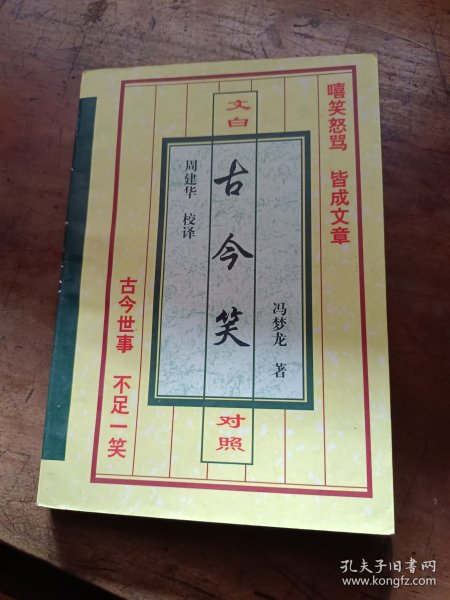 嘻笑怒骂 皆成文章
文白
古今笑
对照
冯梦龙 著
周建华 校译
古今世事 不足一笑
孔夫子旧书网
www.kongfz.com